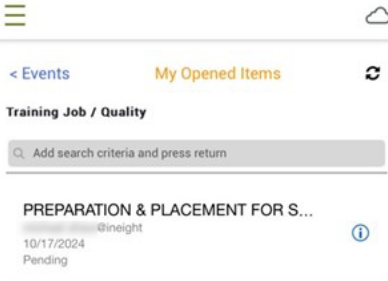 < Events
My Opened Items
Training Job / Quality
Add search criteria and press return
PREPARATION & PLACEMENT FOR S...
@ineight
10/17/2024
Pending